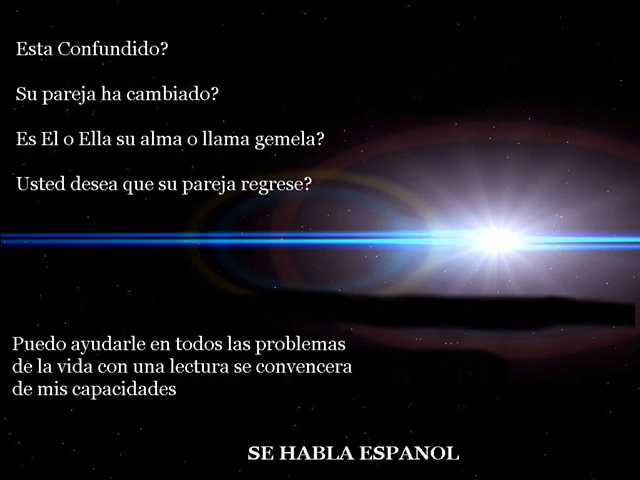 Esta Confundido?
Su pareja ha cambiado?
Es El o Ella su alma o llama gemela?
Usted desea que su pareja regrese?
Puedo ayudarle en todos las problemas
de la vida con una lectura se convencera
de mis capacidades
SE HABLA ESPANOL